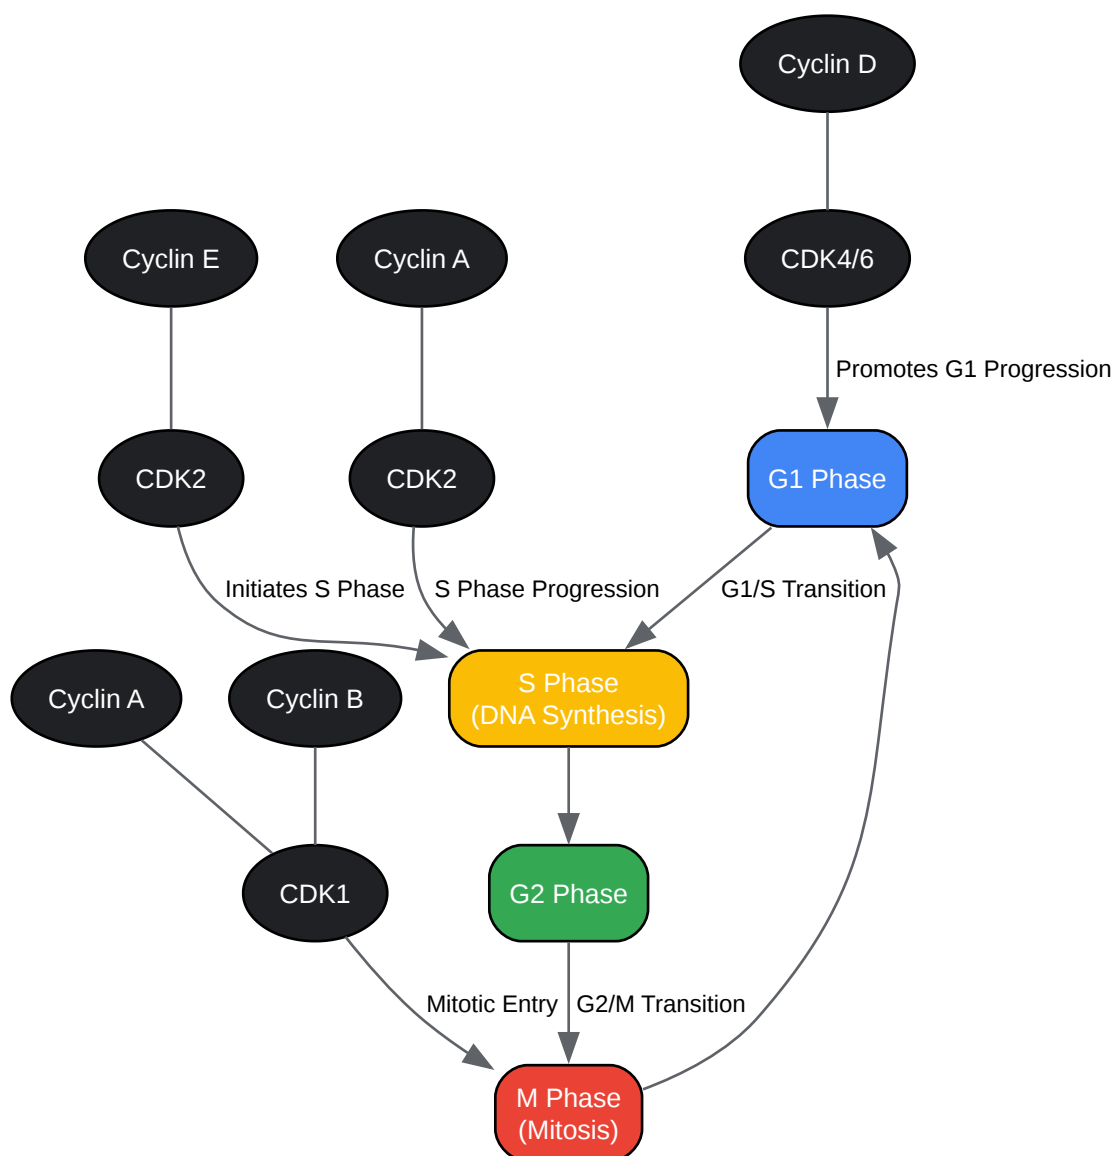 Cyclin D
Cyclin E
Cyclin A
CDK4/6
Promotes G1 Progression
CDK2
CDK2
G1 Phase
Initiates S Phase
S Phase Progression
G1/S Transition
Cyclin A
Cyclin B
S Phase
(DNA Synthesis)
CDK1
G2 Phase
Mitotic Entry
G2/M Transition
M Phase
(Mitosis)